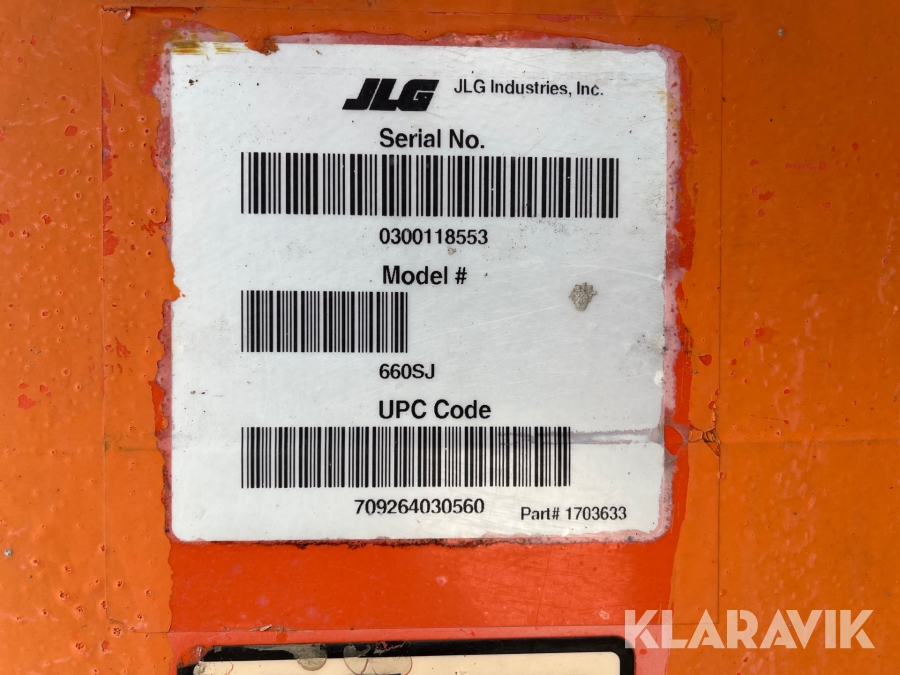 JLG JLG Industries, Inc.
Serial No.
0300118553
Model #
660SJ
UPC Code
709264030560
Part# 1703633
KLARAVIK